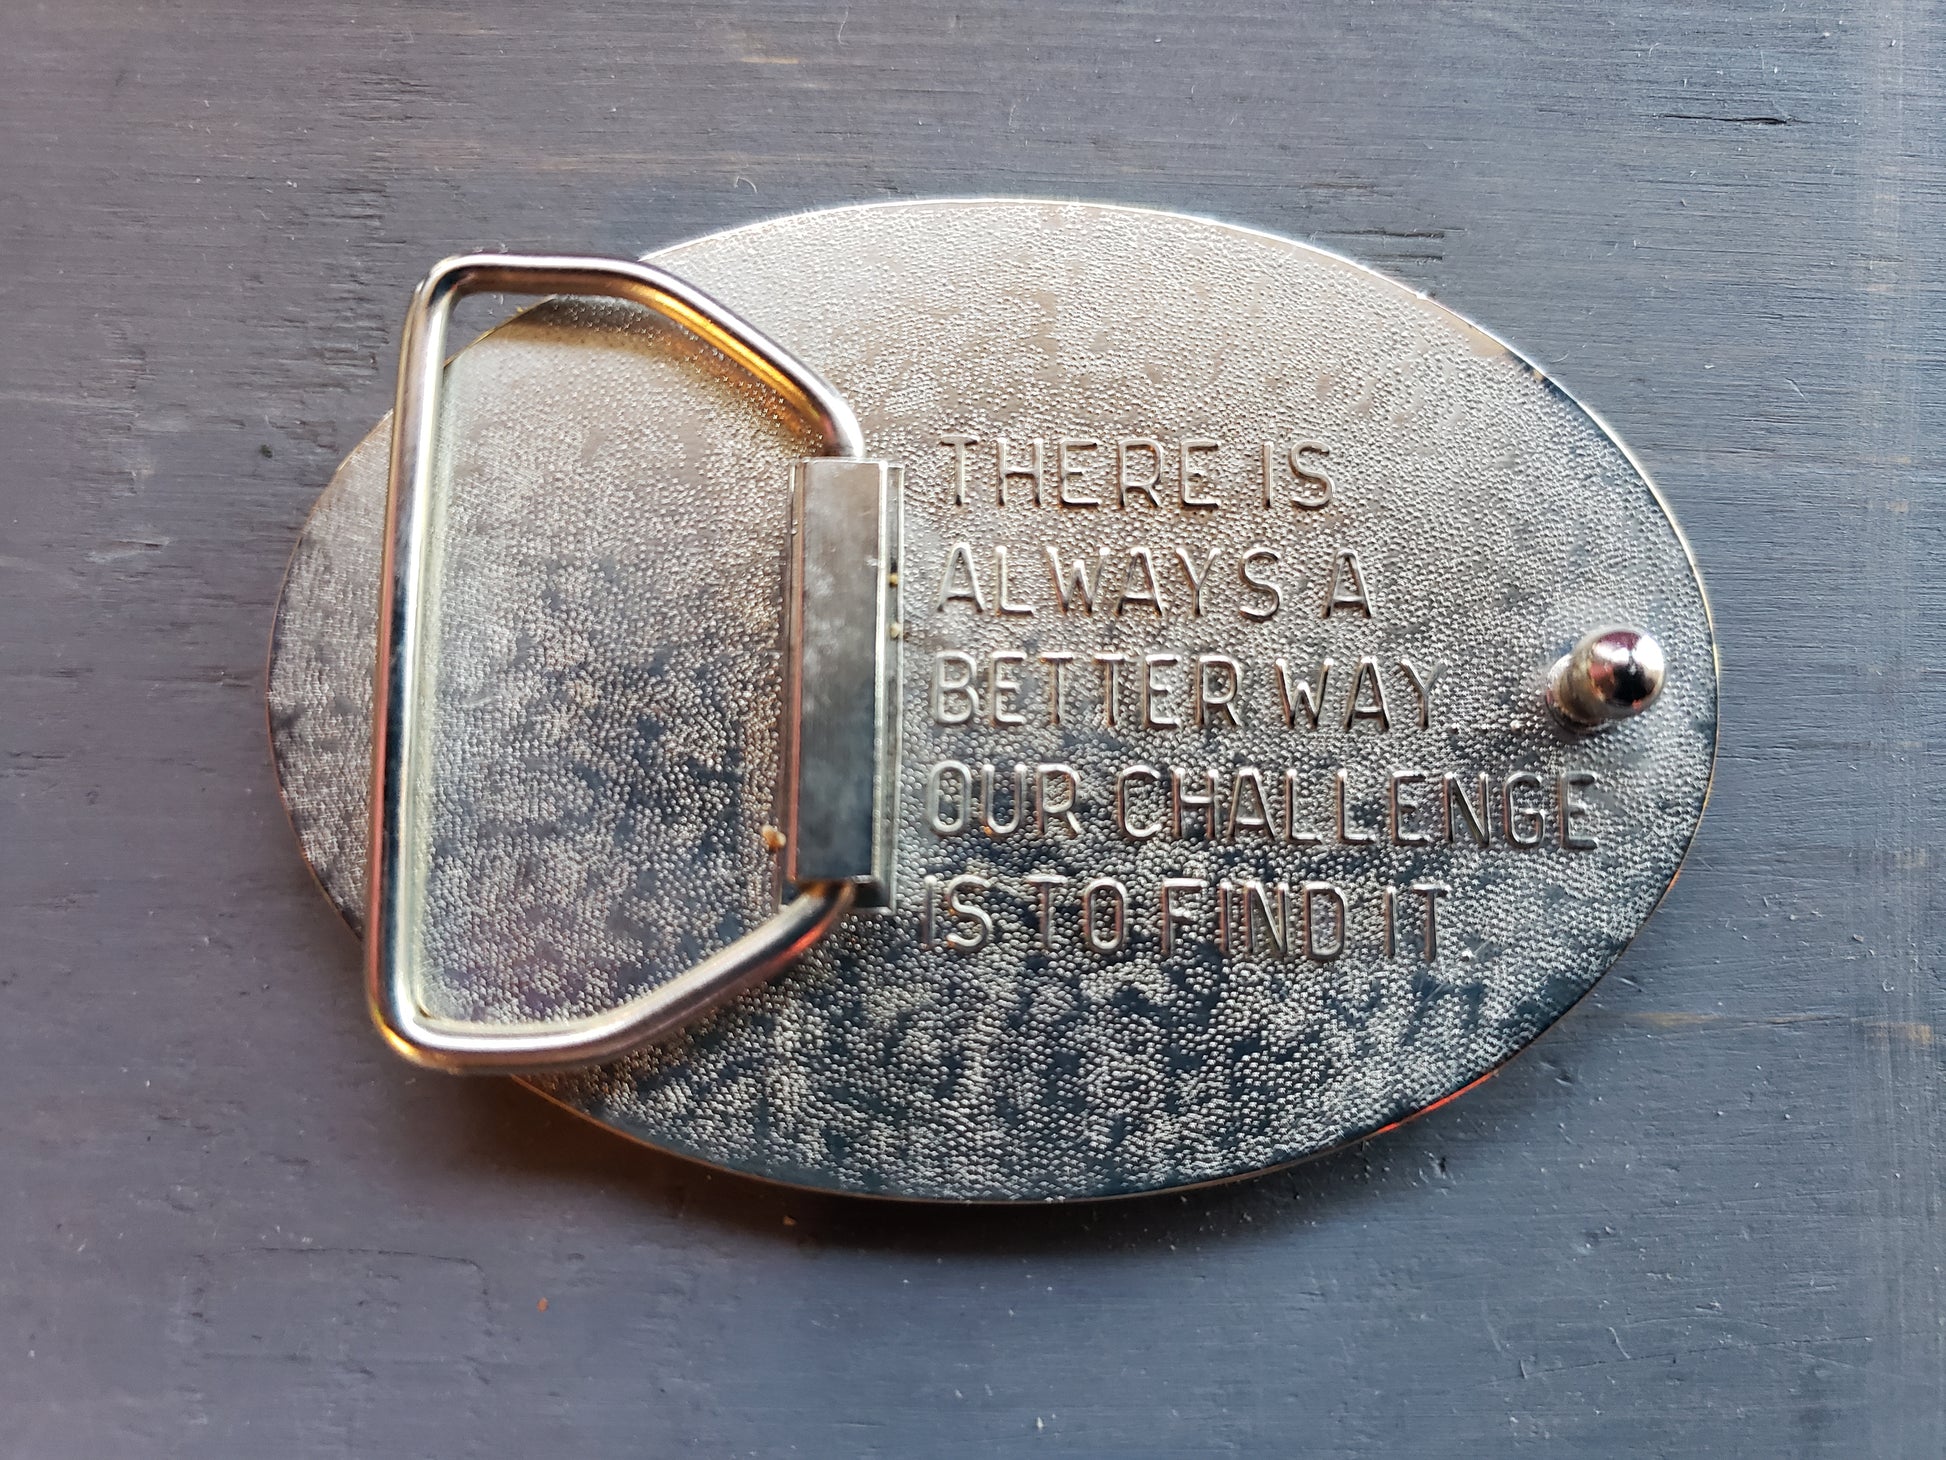 THERE IS
ALWAYS A
BETTER WAY.
OUR CHALLENGE
IS TO FIND IT.